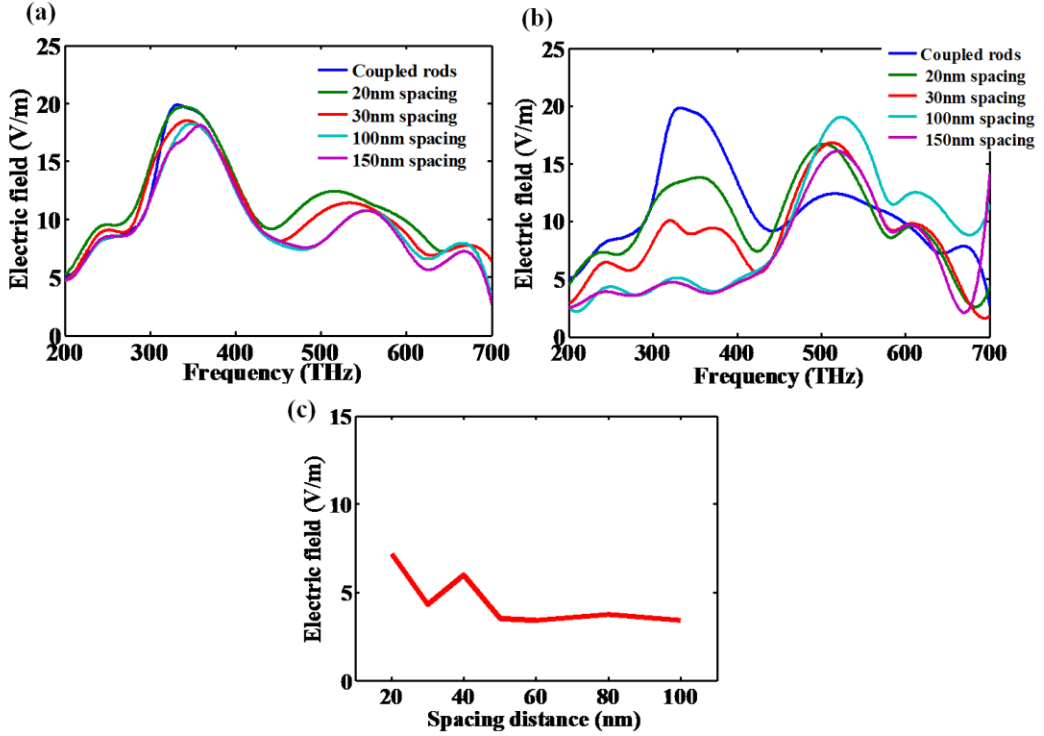 (a)
25
20
15
10
5
0
200
300
400
500
600
700
Electric field (V/m)
Frequency (THz)
Coupled rods
20nm spacing
30nm spacing
100nm spacing
150nm spacing
(b)
25
20
15
10
5
0
200
300
400
500
600
700
Electric field (V/m)
Frequency (THz)
Coupled rods
20nm spacing
30nm spacing
100nm spacing
150nm spacing
(c)
15
10
5
0
20
40
60
80
100
Electric field (V/m)
Spacing distance (nm)